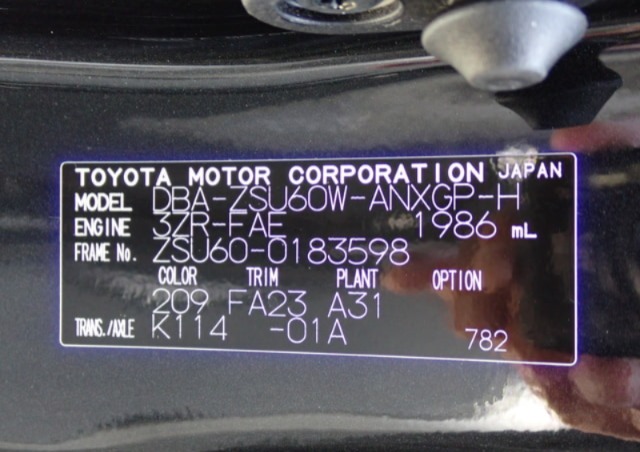 TOYOTA MOTOR CORPORATION JAPAN
MODEL DBA-ZSU60W-ANXGP-H
ENGINE 3ZR-FAE 1986 mL
FRAME No. ZSU60-0183598
COLOR TRIM PLANT OPTION
209 FA23 A31
TRANS./AXLE K114 -01A 782